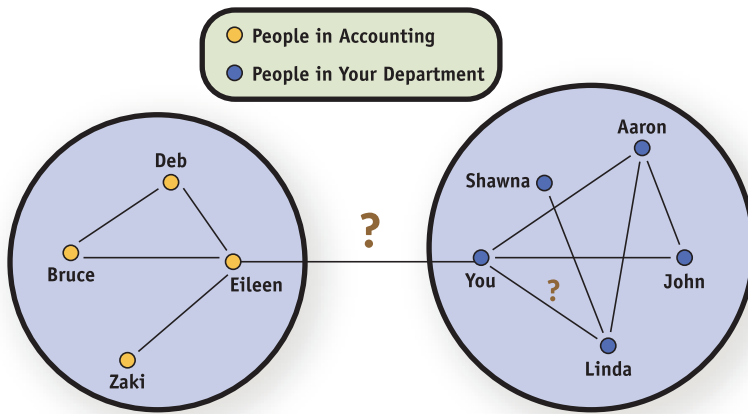 People in Accounting
People in Your Department
Deb
Bruce
Eileen
Zaki
?
Aaron
Shawna
You
John
?
Linda